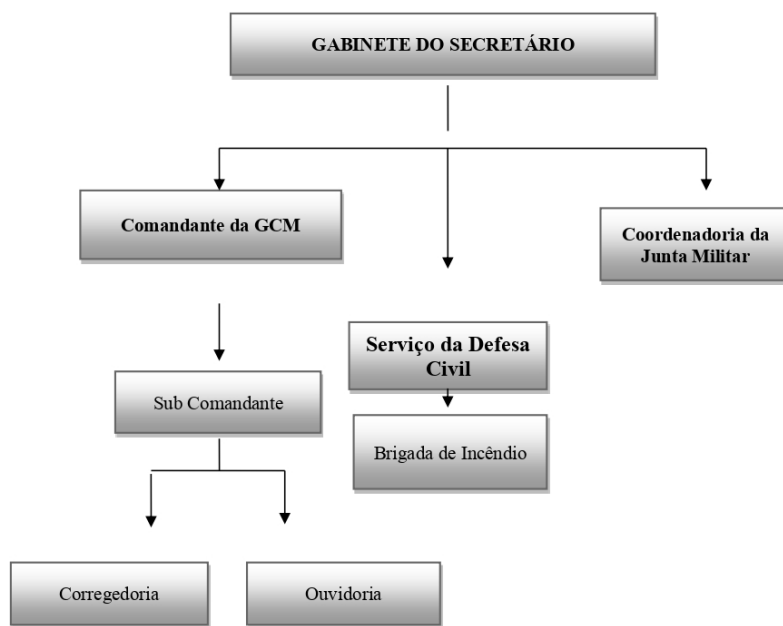 GABINETE DO SECRETÁRIO
Comandante da GCM
Coordenadoria da
Junta Militar
Serviço da Defesa
Civil
Sub Comandante
Brigada de Incêndio
Corregedoria
Ouvidoria